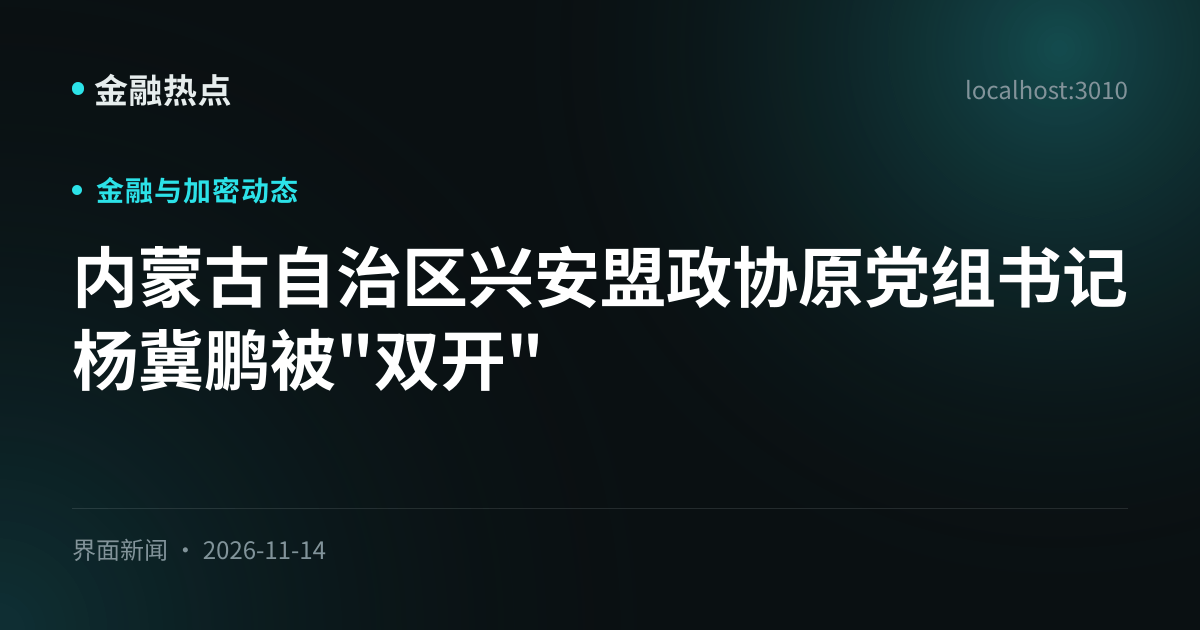 金融热点
localhost:3010
金融与加密动态
内蒙古自治区兴安盟政协原党组书记
杨冀鹏被"双开"
界面新闻 · 2026-11-14